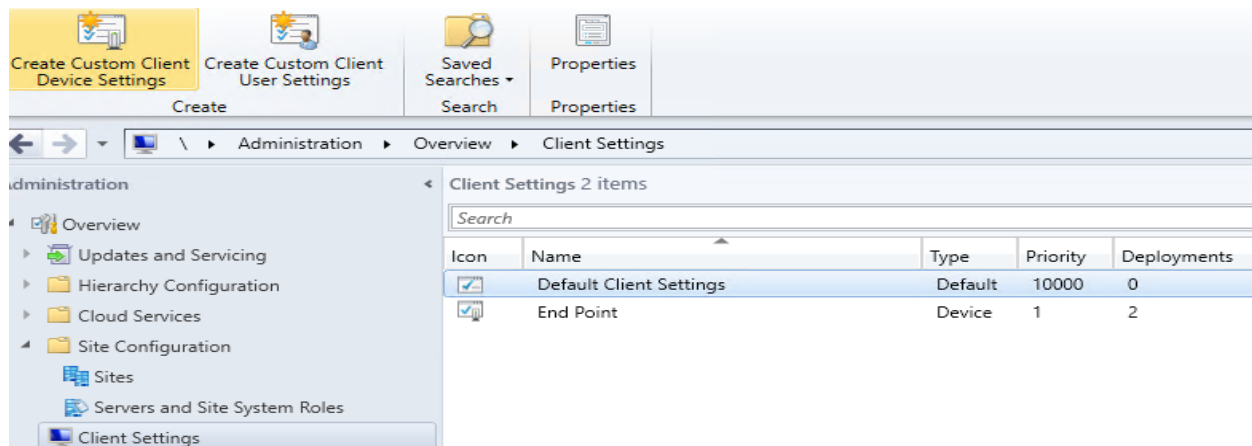 Create Custom Client Device Settings
Create Custom Client User Settings
Saved Searches
Properties
Create
Search
Properties
\ Administration Overview Client Settings
dministration
Client Settings 2 items
Search
Overview
Updates and Servicing
Hierarchy Configuration
Cloud Services
Site Configuration
Sites
Servers and Site System Roles
Client Settings
Icon Name Type Priority Deployments
Default Client Settings Default 10000 0
End Point Device 1 2